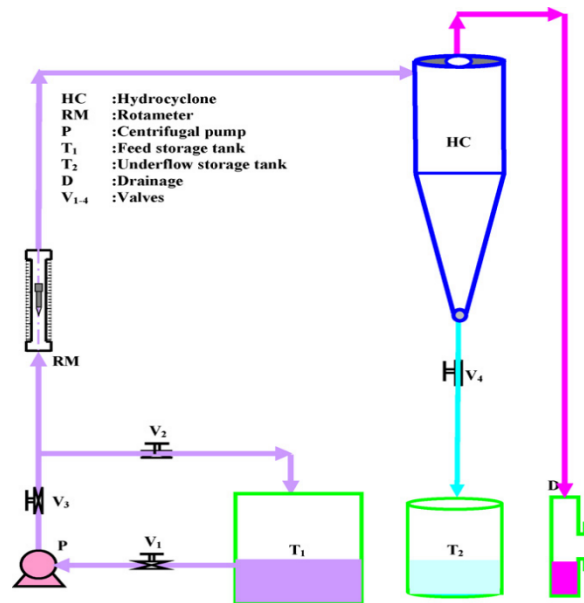 HC :Hydrocyclone
RM :Rotameter
P :Centrifugal pump
T₁ :Feed storage tank
T₂ :Underflow storage tank
D :Drainage
V₁₋₄ :Valves
HC
RM
V₄
V₂
D
V₃
P
V₁
T₁
T₂